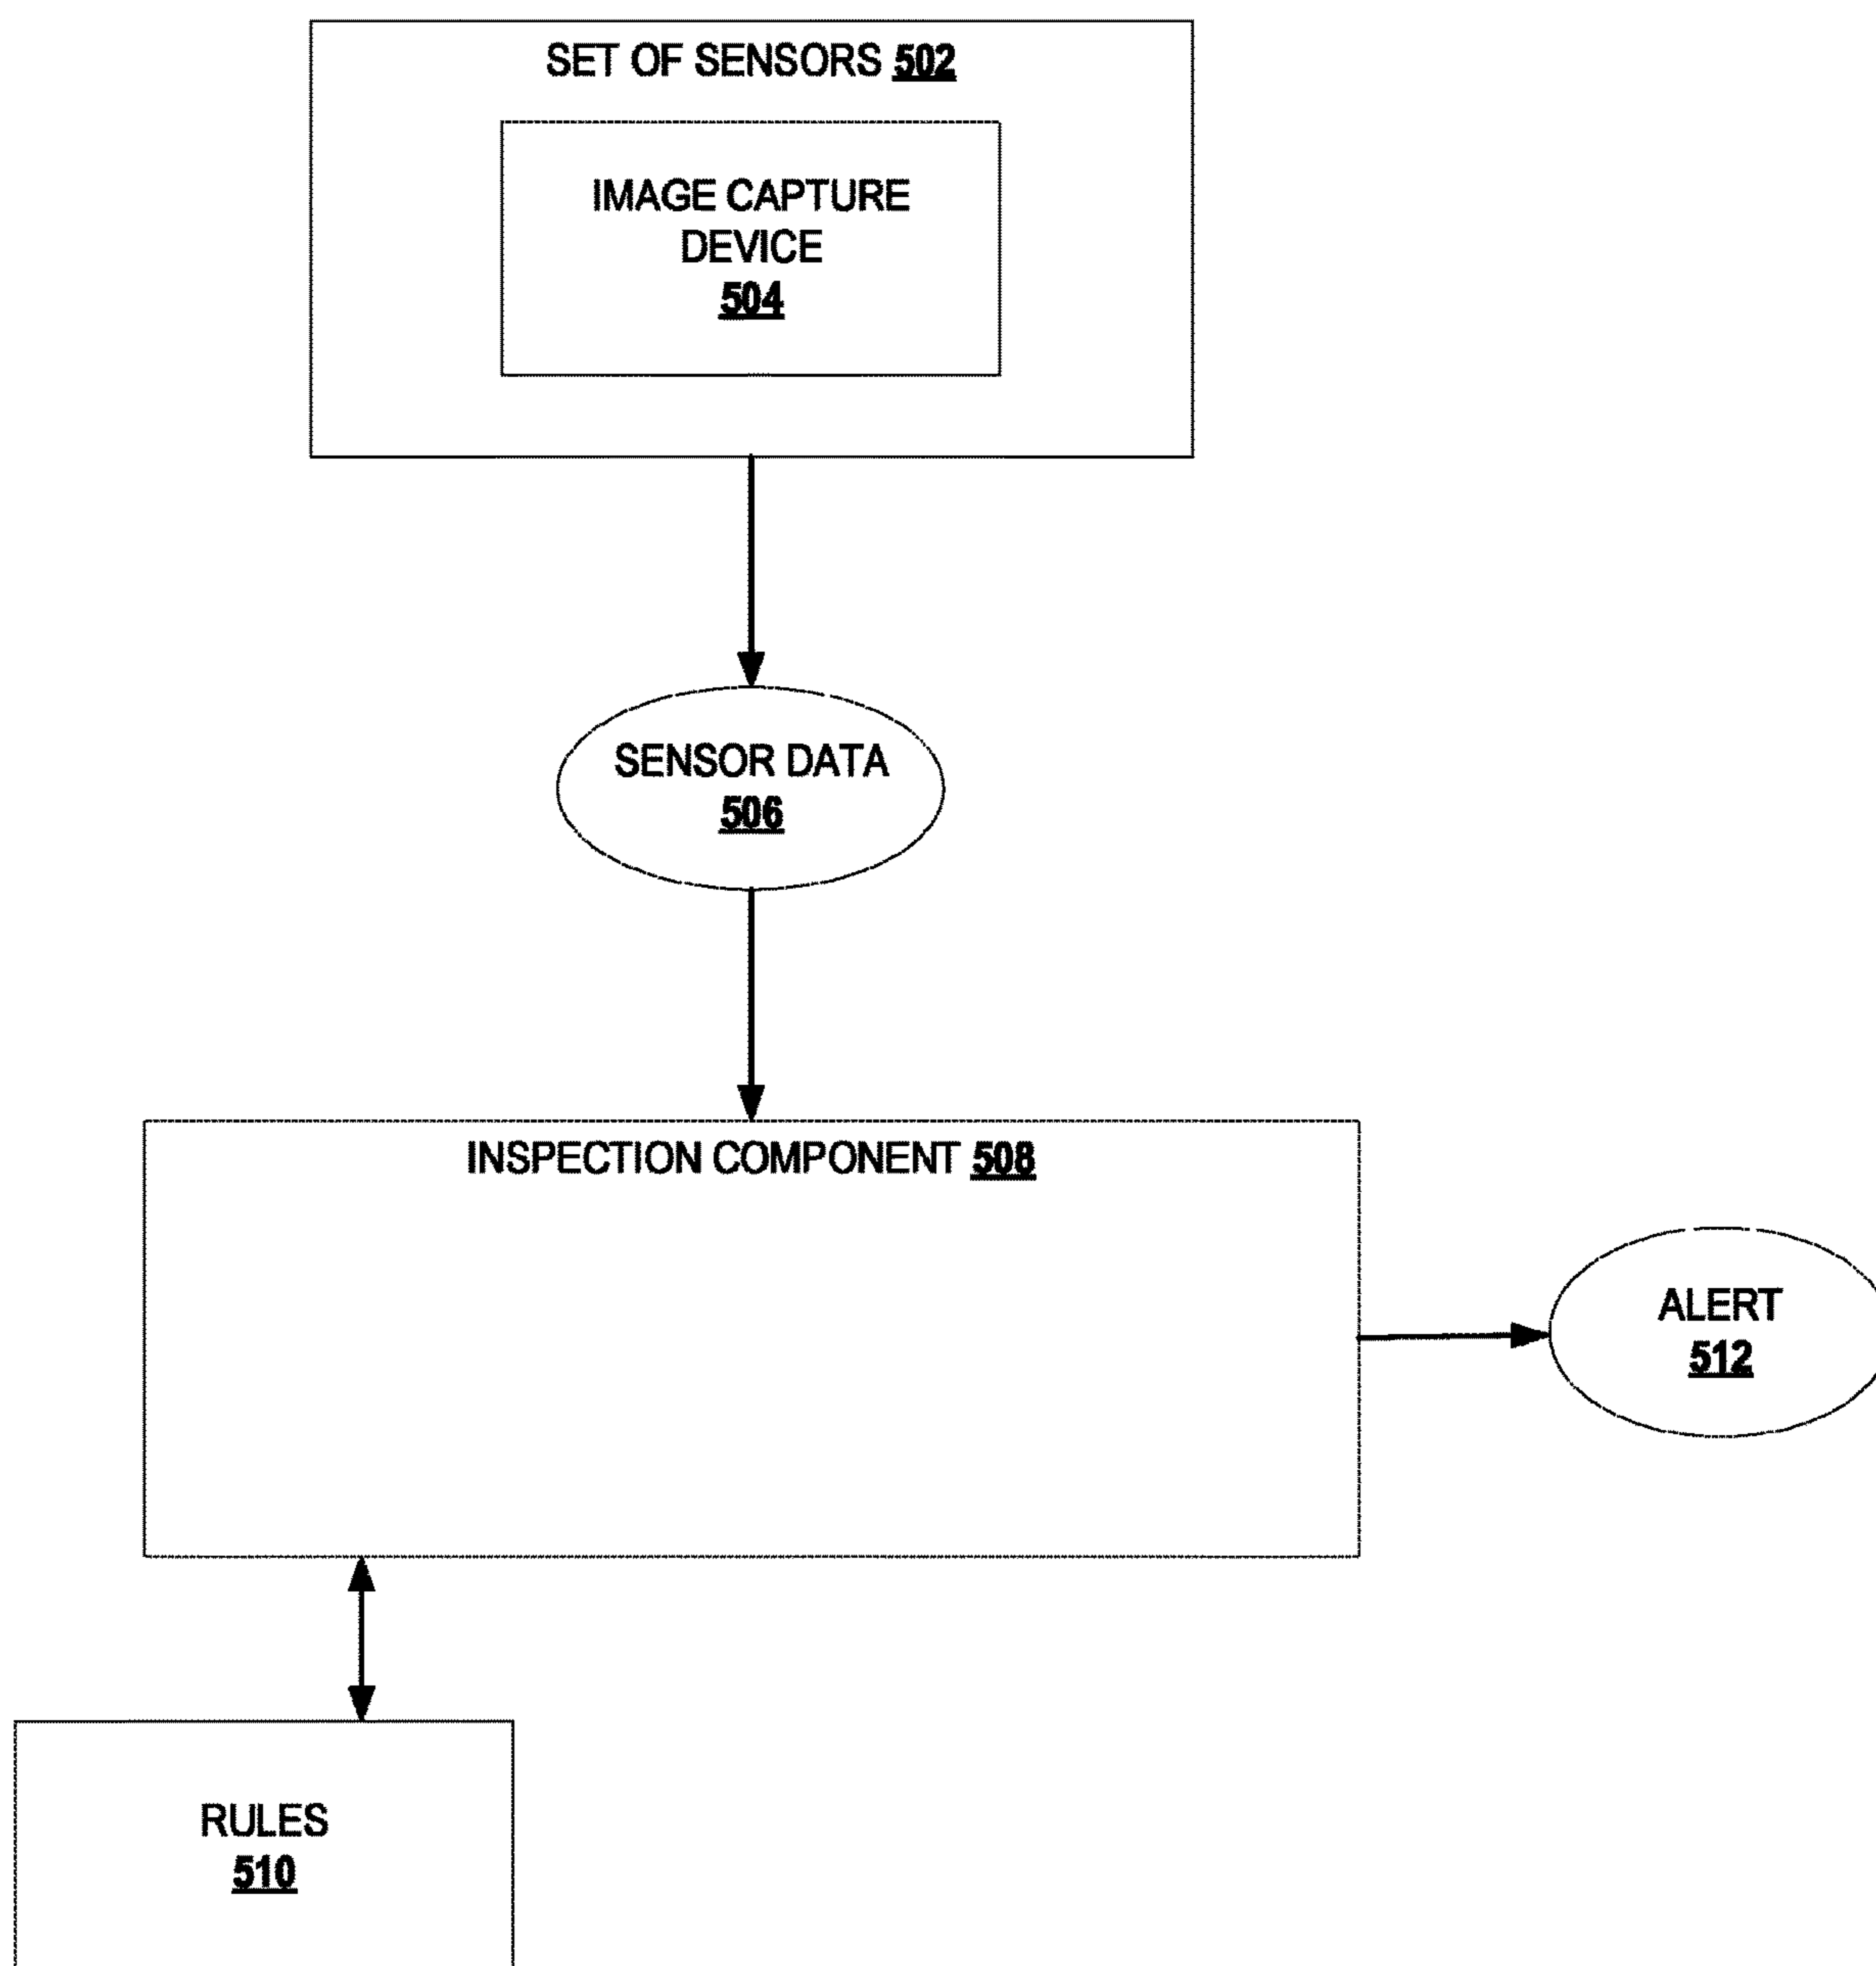 SET OF SENSORS 502
IMAGE CAPTURE
DEVICE
504
SENSOR DATA
506
INSPECTION COMPONENT 508
ALERT
512
RULES
510